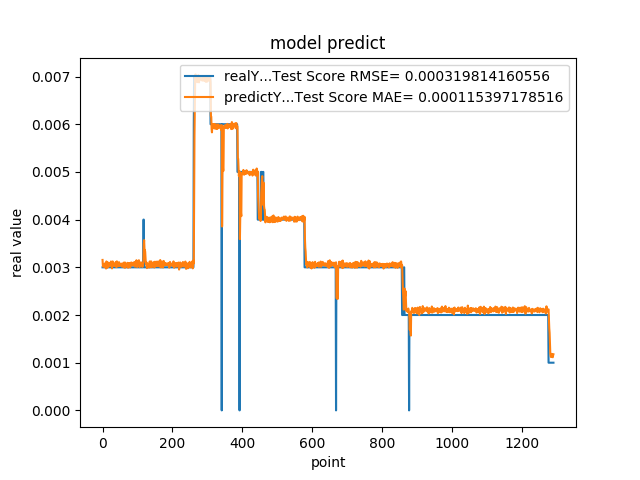 model predict
realY...Test Score RMSE= 0.000319814160556
predictY...Test Score MAE= 0.000115397178516
real value
0.007
0.006
0.005
0.004
0.003
0.002
0.001
0.000
0 200 400 600 800 1000 1200
point